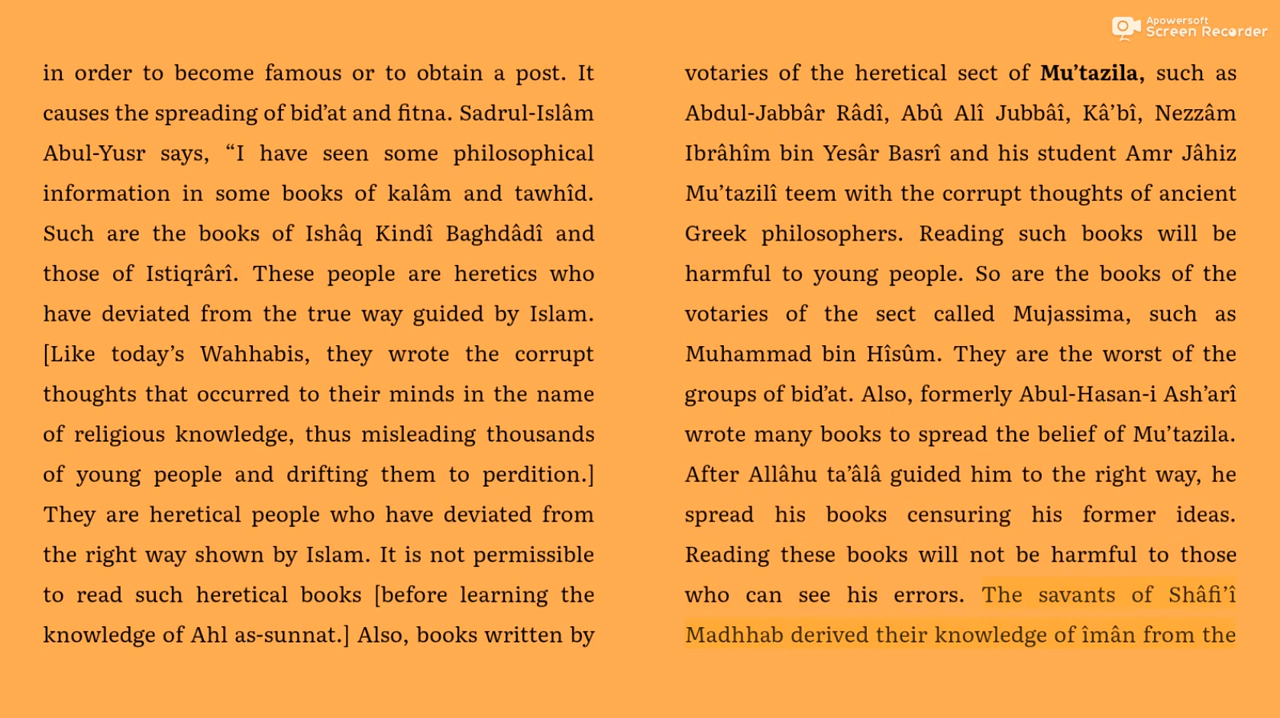 Apowersoft
Screen Recorder
in order to become famous or to obtain a post. It
causes the spreading of bid’at and fitna. Sadrul-Islâm
Abul-Yusr says, “I have seen some philosophical
information in some books of kalâm and tawhîd.
Such are the books of Ishâq Kindî Baghdâdî and
those of Istiqrârî. These people are heretics who
have deviated from the true way guided by Islam.
[Like today’s Wahhabis, they wrote the corrupt
thoughts that occurred to their minds in the name
of religious knowledge, thus misleading thousands
of young people and drifting them to perdition.]
They are heretical people who have deviated from
the right way shown by Islam. It is not permissible
to read such heretical books [before learning the
knowledge of Ahl as-sunnat.] Also, books written by
votaries of the heretical sect of Mu’tazila, such as
Abdul-Jabbâr Râdî, Abû Alî Jubbâî, Kâ’bî, Nezzâm
Ibrâhîm bin Yesâr Basrî and his student Amr Jâhiz
Mu’tazilî teem with the corrupt thoughts of ancient
Greek philosophers. Reading such books will be
harmful to young people. So are the books of the
votaries of the sect called Mujassima, such as
Muhammad bin Hîsûm. They are the worst of the
groups of bid’at. Also, formerly Abul-Hasan-i Ash’arî
wrote many books to spread the belief of Mu’tazila.
After Allâhu ta’âlâ guided him to the right way, he
spread his books censuring his former ideas.
Reading these books will not be harmful to those
who can see his errors. The savants of Shâfi’î
Madhhab derived their knowledge of îmân from the